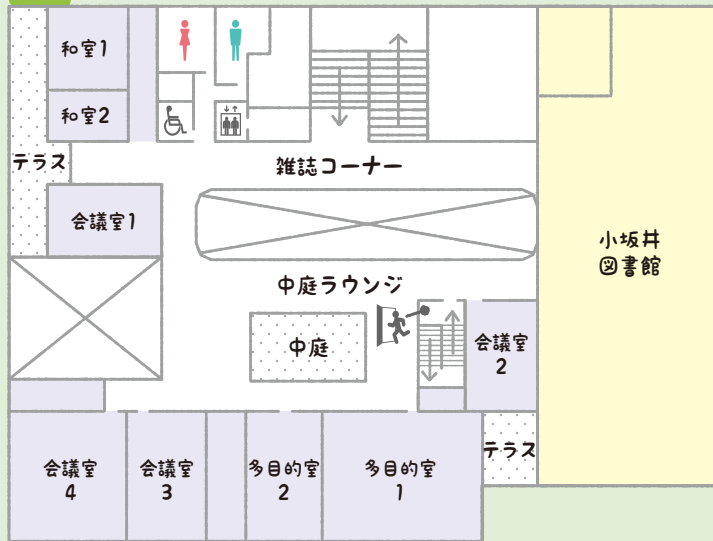 和室1
和室2
テラス
雑誌コーナー
会議室1
小坂井
図書館
中庭ラウンジ
中庭
会議室
2
テラス
会議室
4
会議室
3
多目的室
2
多目的室
1